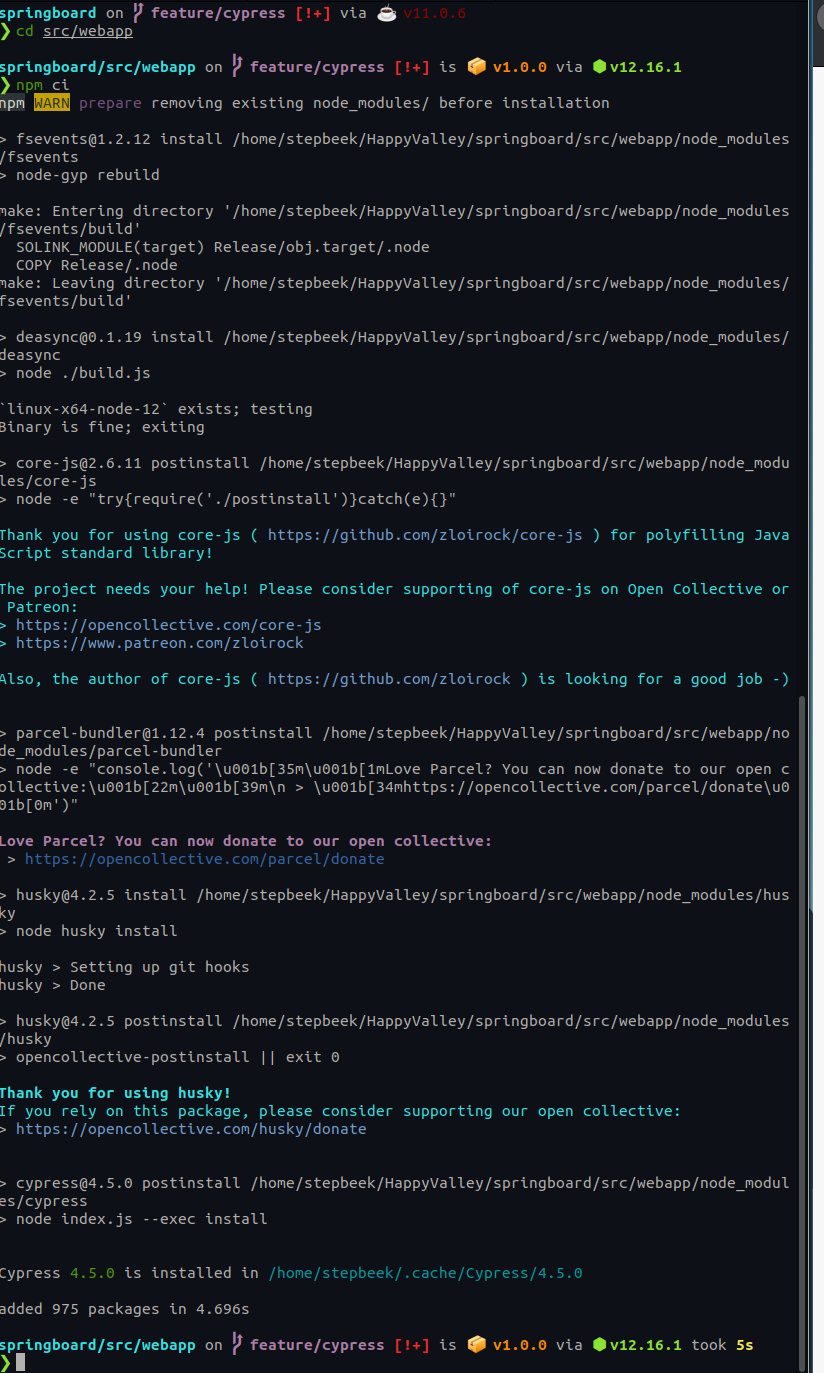 springboard on feature/cypress [!+] via ☕ v11.0.6
❯ cd src/webapp
springboard/src/webapp on feature/cypress [!+] is 📦 v1.0.0 via ⬢ v12.16.1
❯ npm ci
npm WARN prepare removing existing node_modules/ before installation
> fsevents@1.2.12 install /home/stepbeek/HappyValley/springboard/src/webapp/node_modules
/fsevents
> node-gyp rebuild
make: Entering directory '/home/stepbeek/HappyValley/springboard/src/webapp/node_modules
/fsevents/build'
  SOLINK_MODULE(target) Release/obj.target/.node
  COPY Release/.node
make: Leaving directory '/home/stepbeek/HappyValley/springboard/src/webapp/node_modules/
fsevents/build'
> deasync@0.1.19 install /home/stepbeek/HappyValley/springboard/src/webapp/node_modules/
deasync
> node ./build.js
`linux-x64-node-12` exists; testing
Binary is fine; exiting
> core-js@2.6.11 postinstall /home/stepbeek/HappyValley/springboard/src/webapp/node_modu
les/core-js
> node -e "try{require('./postinstall')}catch(e){}"
Thank you for using core-js ( https://github.com/zloirock/core-js ) for polyfilling Java
Script standard library!
The project needs your help! Please consider supporting of core-js on Open Collective or
 Patreon:
> https://opencollective.com/core-js
> https://www.patreon.com/zloirock
Also, the author of core-js ( https://github.com/zloirock ) is looking for a good job -)
> parcel-bundler@1.12.4 postinstall /home/stepbeek/HappyValley/springboard/src/webapp/no
de_modules/parcel-bundler
> node -e "console.log('\u001b[35m\u001b[1mLove Parcel? You can now donate to our open c
ollective:\u001b[22m\u001b[39m\n > \u001b[34mhttps://opencollective.com/parcel/donate\u0
01b[0m')"
Love Parcel? You can now donate to our open collective:
 > https://opencollective.com/parcel/donate
> husky@4.2.5 install /home/stepbeek/HappyValley/springboard/src/webapp/node_modules/hus
ky
> node husky install
husky > Setting up git hooks
husky > Done
> husky@4.2.5 postinstall /home/stepbeek/HappyValley/springboard/src/webapp/node_modules
/husky
> opencollective-postinstall || exit 0
Thank you for using husky!
If you rely on this package, please consider supporting our open collective:
> https://opencollective.com/husky/donate
> cypress@4.5.0 postinstall /home/stepbeek/HappyValley/springboard/src/webapp/node_modul
es/cypress
> node index.js --exec install
Cypress 4.5.0 is installed in /home/stepbeek/.cache/Cypress/4.5.0
added 975 packages in 4.696s
springboard/src/webapp on feature/cypress [!+] is 📦 v1.0.0 via ⬢ v12.16.1 took 5s
❯